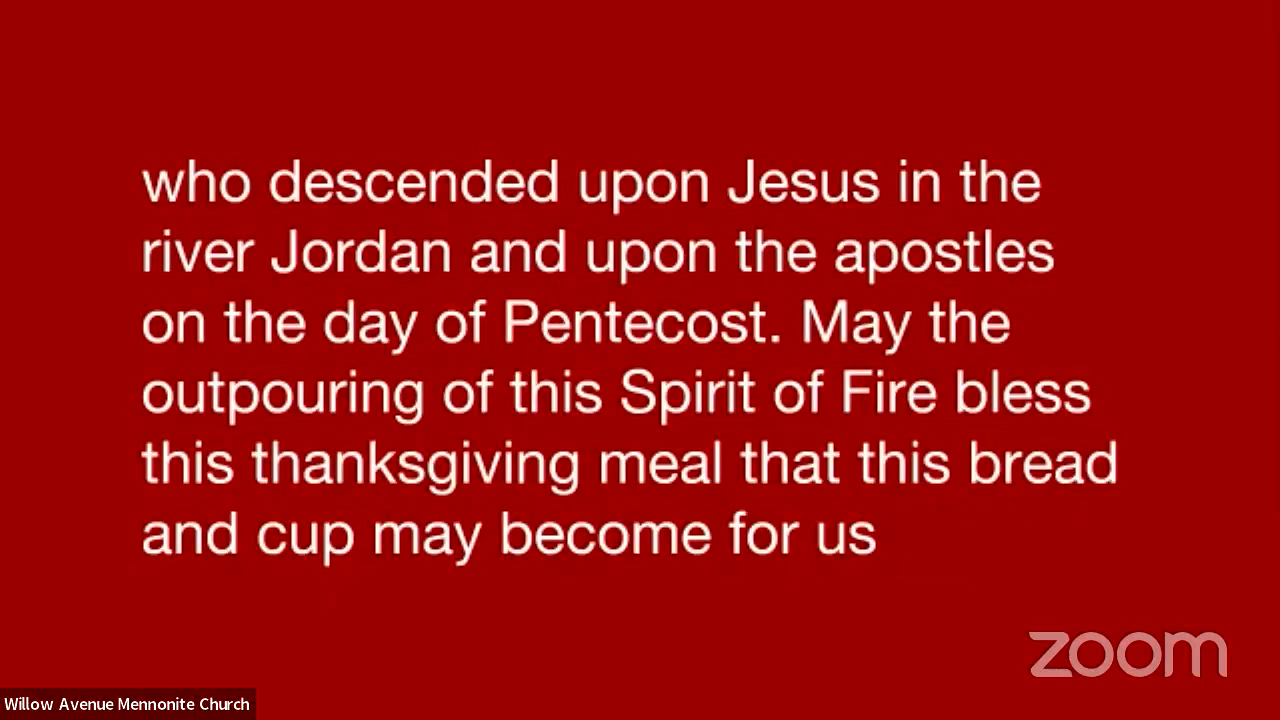 who descended upon Jesus in the
river Jordan and upon the apostles
on the day of Pentecost. May the
outpouring of this Spirit of Fire bless
this thanksgiving meal that this bread
and cup may become for us
zoom
Willow Avenue Mennonite Church